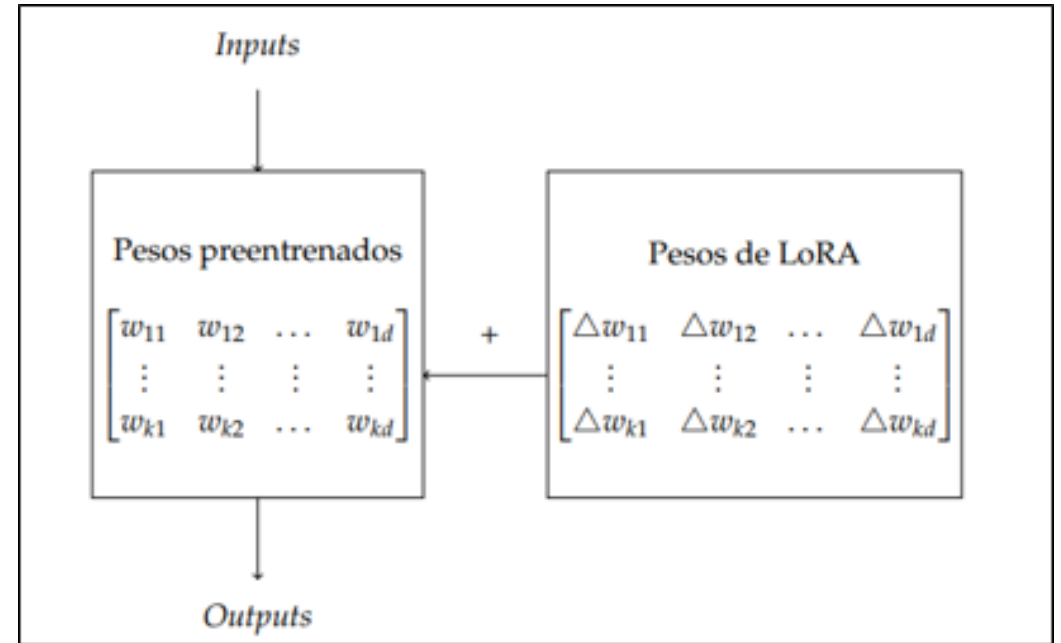 Inputs
Pesos preentrenados
w11 w12 … w1d
⋮ ⋮ ⋮ ⋮
wk1 wk2 … wkd
+
Pesos de LoRA
△w11 △w12 … △w1d
⋮ ⋮ ⋮ ⋮
△wk1 △wk2 … △wkd
Outputs